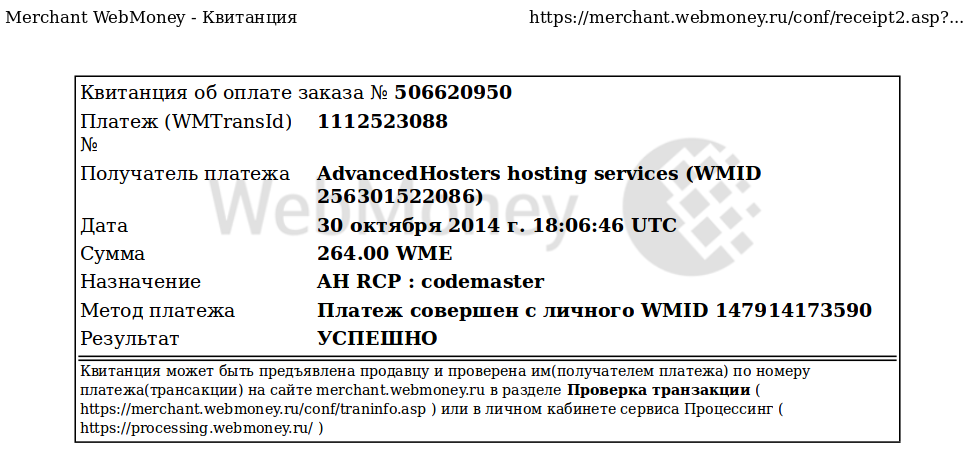 Merchant WebMoney - Квитанция https://merchant.webmoney.ru/conf/receipt2.asp?...
Квитанция об оплате заказа № 506620950
Платеж (WMTransId) 1112523088
№
Получатель платежа AdvancedHosters hosting services (WMID
256301522086)
WebMoney
Дата 30 октября 2014 г. 18:06:46 UTC
Сумма 264.00 WME
Назначение AH RCP : codemaster
Метод платежа Платеж совершен с личного WMID 147914173590
Результат УСПЕШНО
Квитанция может быть предъявлена продавцу и проверена им(получателем платежа) по номеру
платежа(трансакции) на сайте merchant.webmoney.ru в разделе Проверка транзакции (
https://merchant.webmoney.ru/conf/traninfo.asp ) или в личном кабинете сервиса Процессинг (
https://processing.webmoney.ru/ )